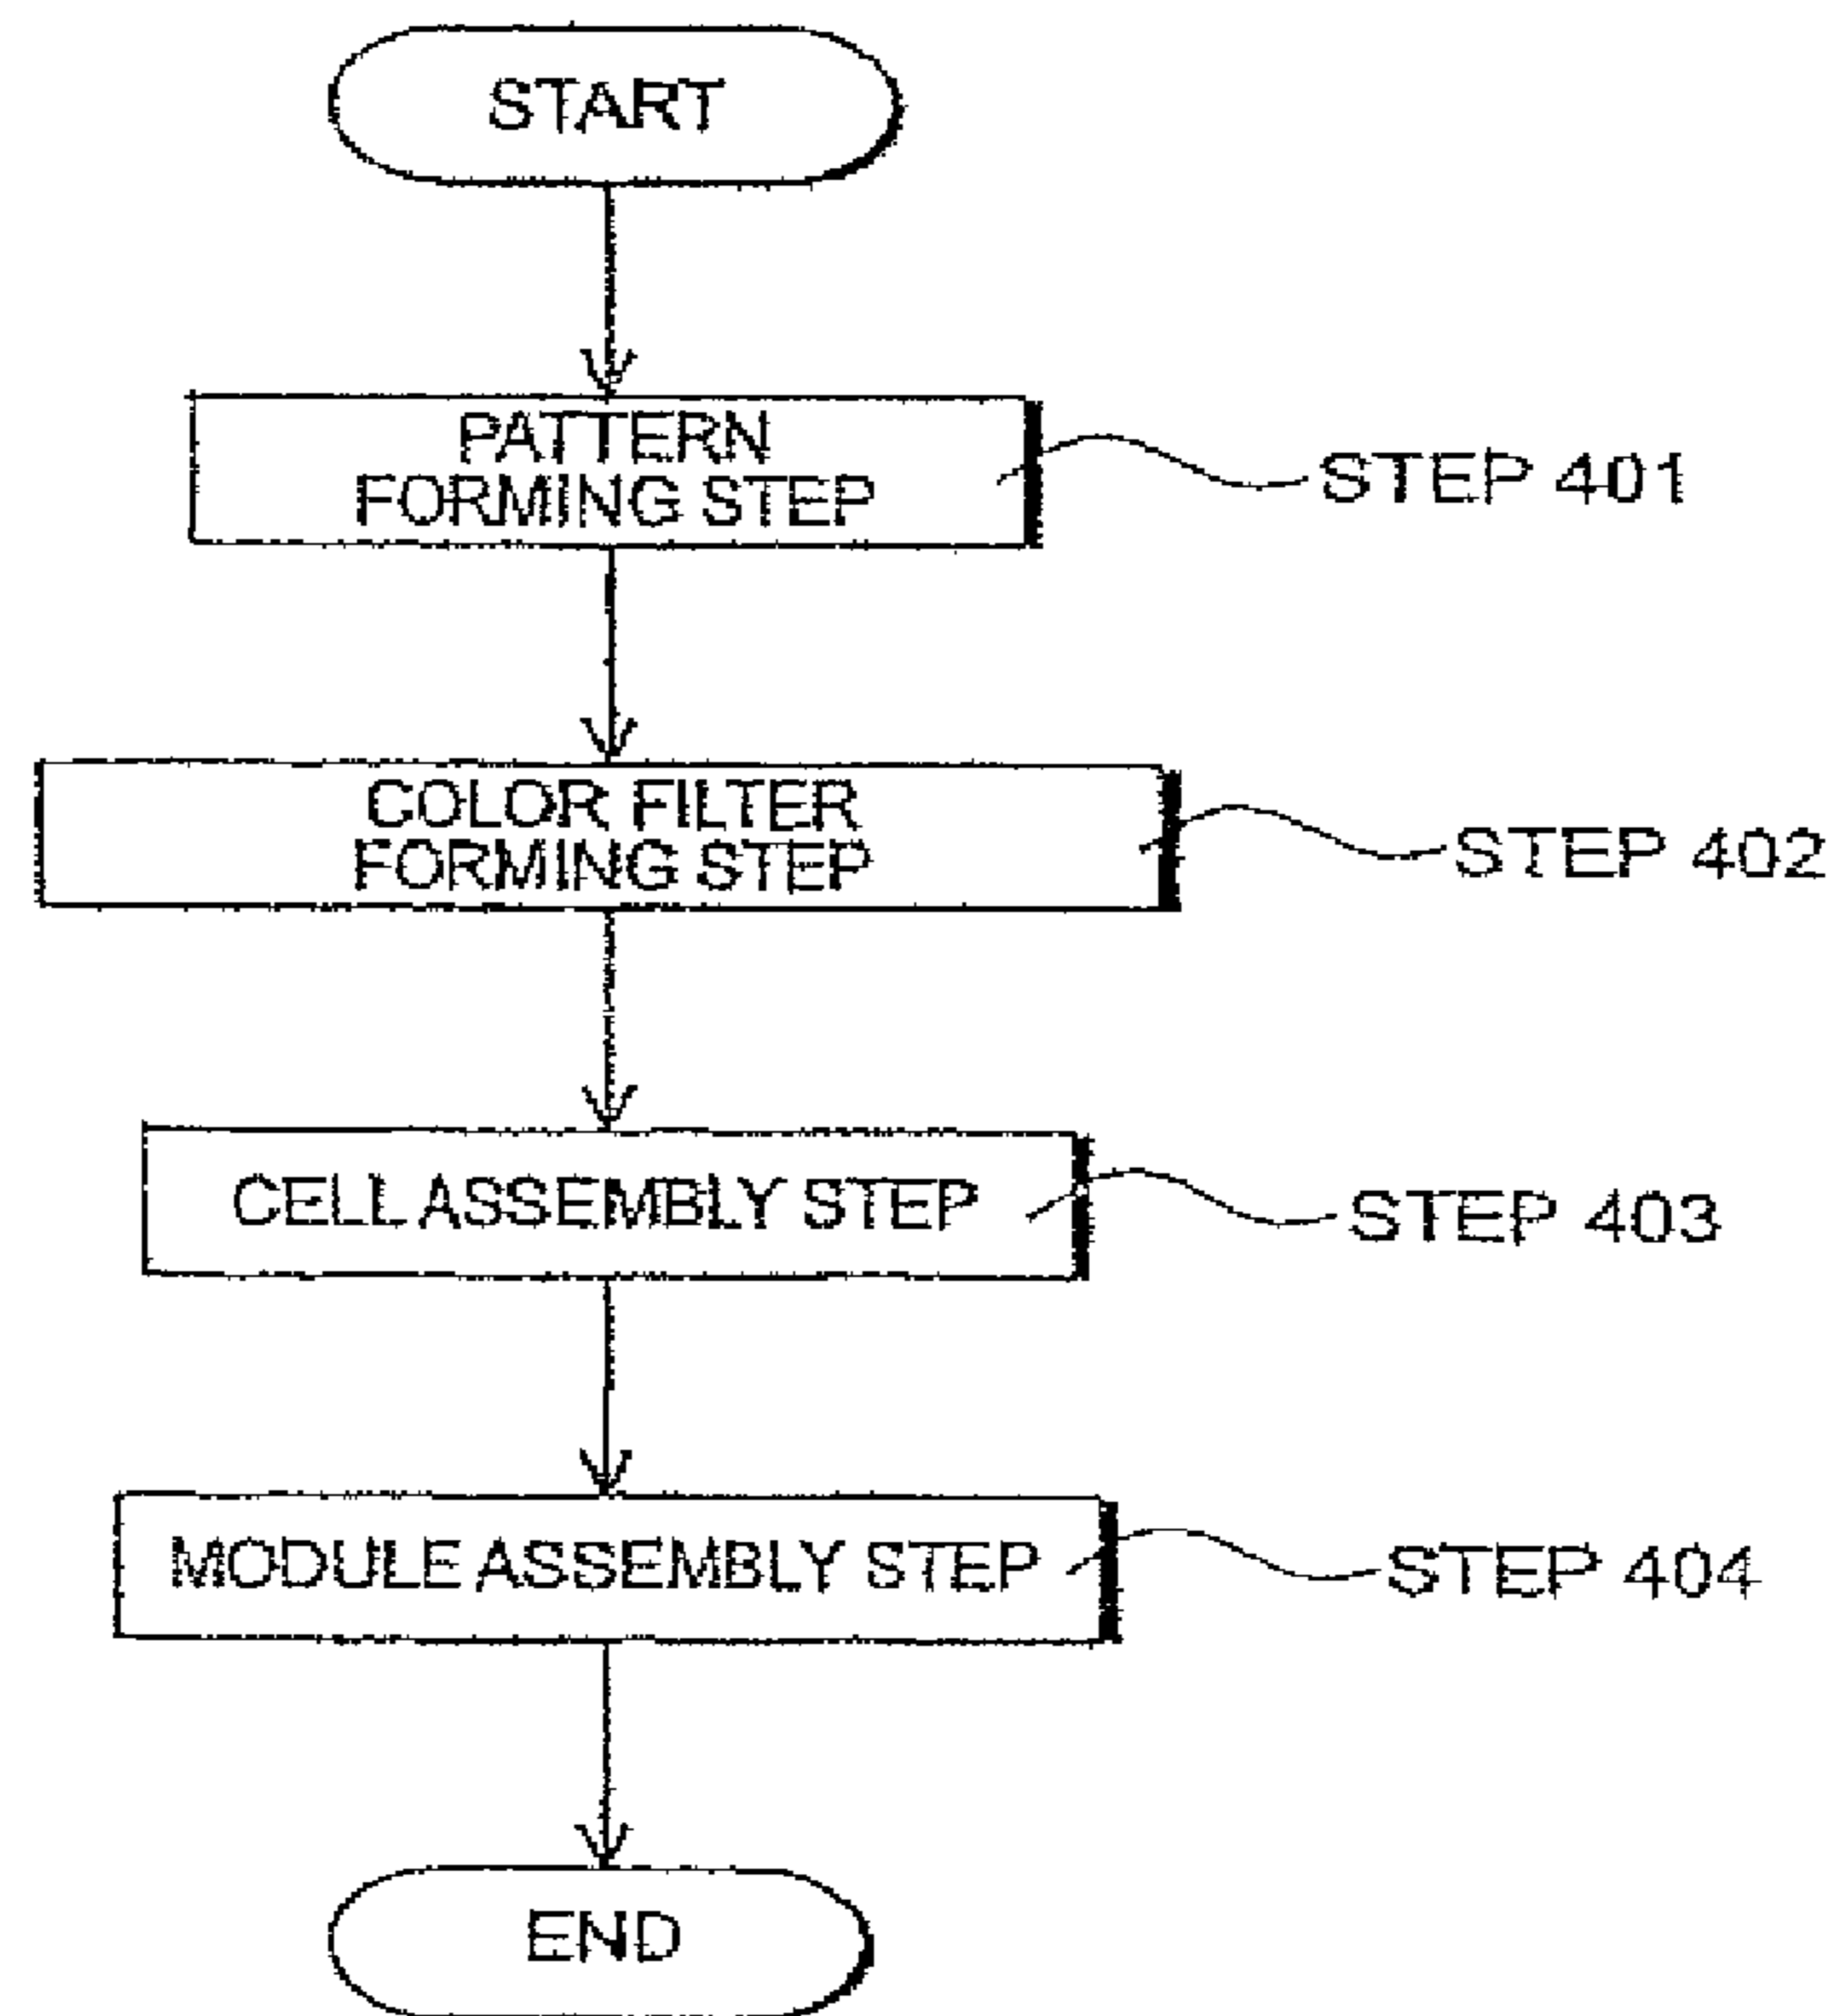 START
PATTERN
FORMING STEP
STEP 401
COLOR FILTER
FORMING STEP
STEP 402
CELL ASSEMBLY STEP
STEP 403
MODULE ASSEMBLY STEP
STEP 404
END